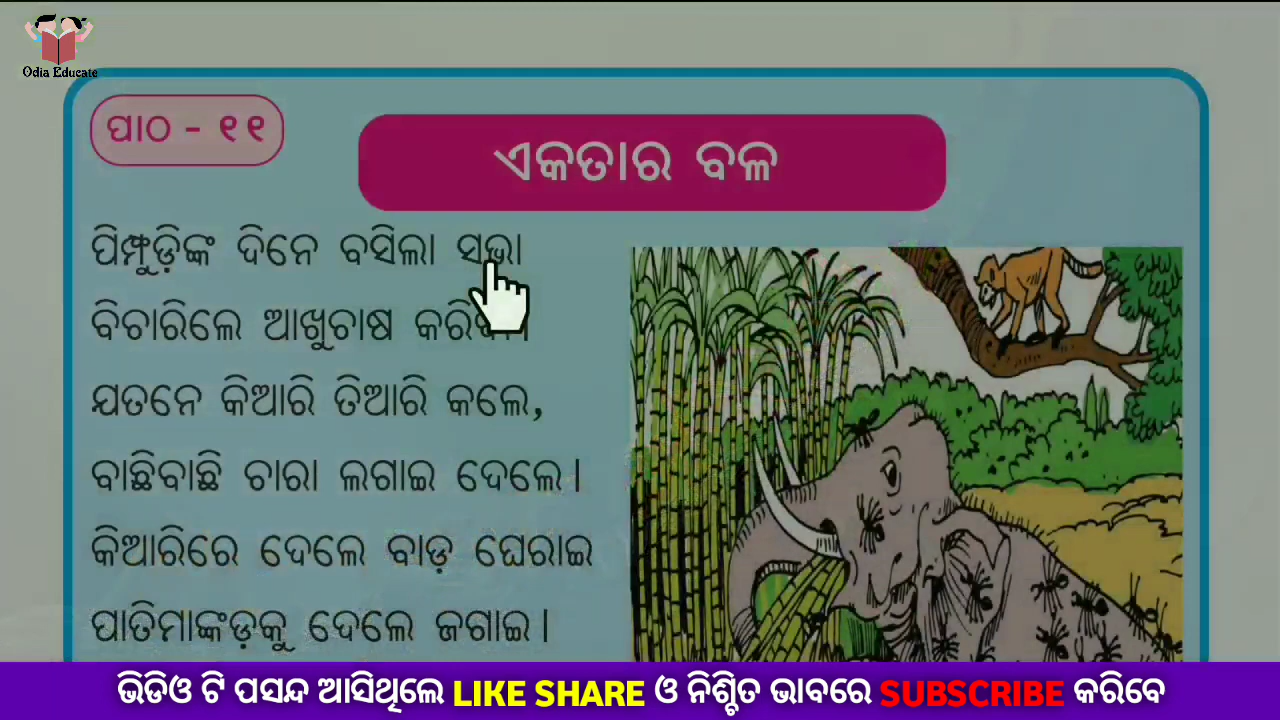 Odia Educate
ପାଠ - ୧୧
ଏକତାର ବଳ
ପିମ୍ପୁଡ଼ିଙ୍କ ଦିନେ ବସିଲା ସଭା
ବିଚାରିଲେ ଆଖୁଚାଷ
ଯତନେ କିଆରି ତିଆରି କଲେ,
ବାଛିବାଛି ଚାରା ଲଗାଇ ଦେଲେ।
କିଆରିରେ ଦେଲେ ବାଡ଼ ଘେରାଇ
ପାତିମାଙ୍କଡ଼କୁ ଦେଲେ ଜଗାଇ।
ଭିଡିଓ ଟି ପସନ୍ଦ ଆସିଥିଲେ LIKE SHARE ଓ ନିଶ୍ଚିତ ଭାବରେ SUBSCRIBE କରିବେ